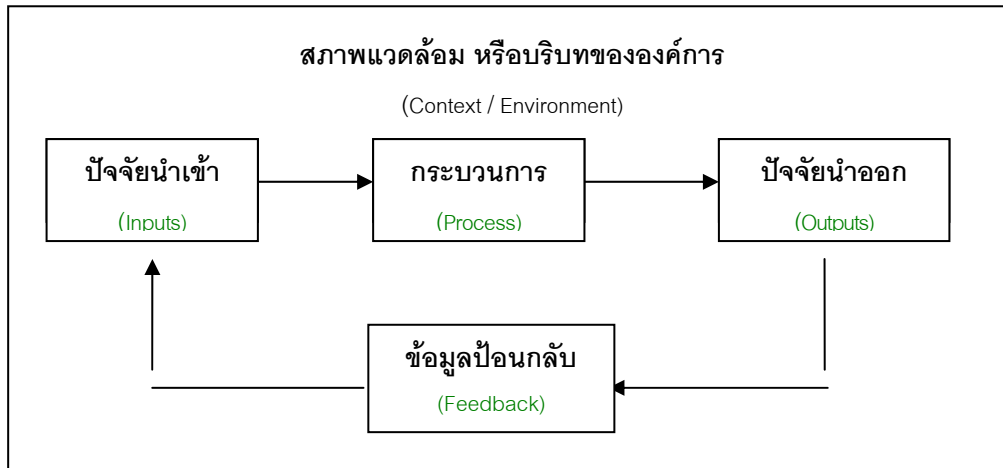 สภาพแวดล้อม หรือบริบทขององค์การ
(Context / Environment)
ปัจจัยนำเข้า
(Inputs)
กระบวนการ
(Process)
ปัจจัยนำออก
(Outputs)
ข้อมูลป้อนกลับ
(Feedback)